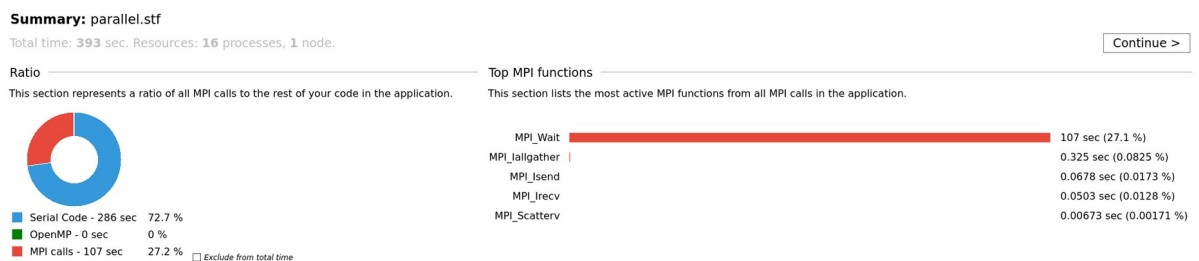 Summary: parallel.stf
Total time: 393 sec. Resources: 16 processes, 1 node.
Continue >
Ratio
This section represents a ratio of all MPI calls to the rest of your code in the application.
Serial Code - 286 sec 72.7 %
OpenMP - 0 sec 0 %
MPI calls - 107 sec 27.2 %
Exclude from total time
Top MPI functions
This section lists the most active MPI functions from all MPI calls in the application.
MPI_Wait 107 sec (27.1 %)
MPI_Iallgather 0.325 sec (0.0825 %)
MPI_Isend 0.0678 sec (0.0173 %)
MPI_Irecv 0.0503 sec (0.0128 %)
MPI_Scatterv 0.00673 sec (0.00171 %)